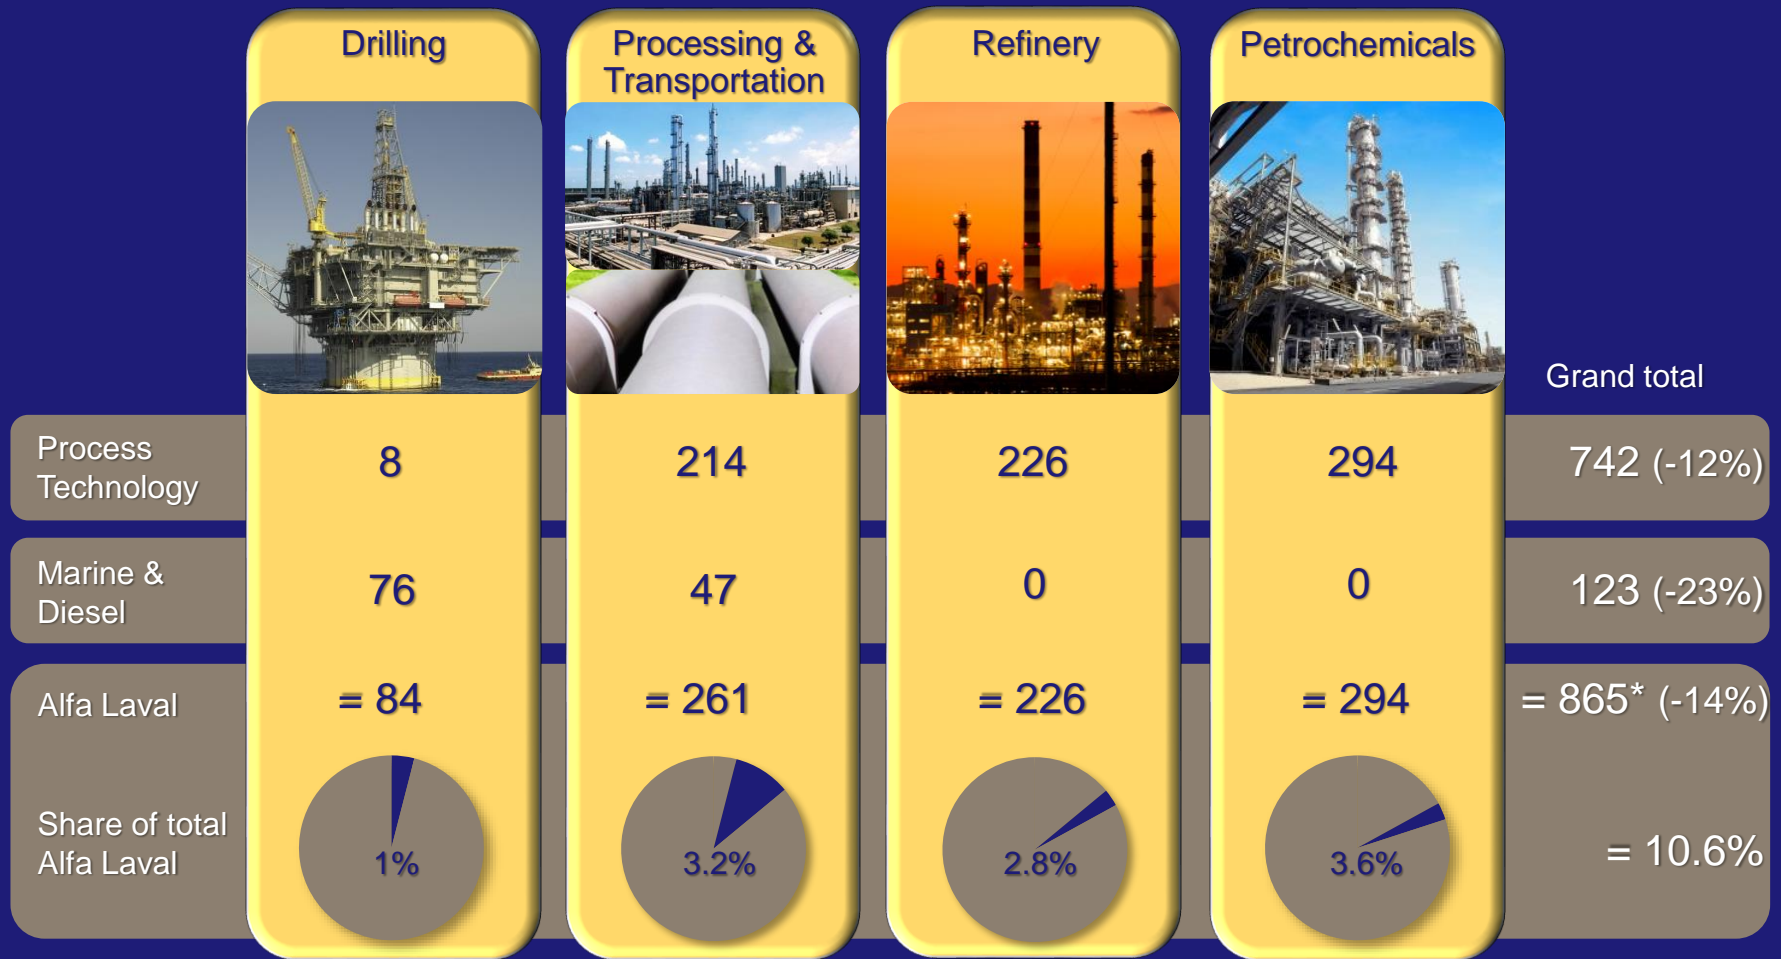 Drilling
Processing &
Transportation
Refinery
Petrochemicals
Grand total
Process
Technology
8
214
226
294
742 (-12%)
Marine &
Diesel
76
47
0
0
123 (-23%)
Alfa Laval
= 84
= 261
= 226
= 294
= 865* (-14%)
Share of total
Alfa Laval
1%
3.2%
2.8%
3.6%
= 10.6%